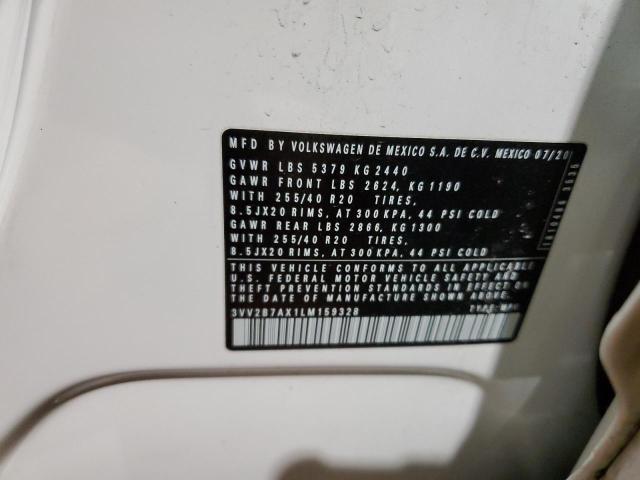 MFD BY VOLKSWAGEN DE MEXICO S.A. DE C.V. MEXICO 07/20
GVWR LBS 5379 KG 2440
GAWR FRONT LBS 2624, KG 1190
WITH 255/40 R20 TIRES,
8.5JX20 RIMS, AT 300 KPA, 44 PSI COLD
GAWR REAR LBS 2866, KG 1300
WITH 255/40 R20 TIRES,
8.5JX20 RIMS, AT 300 KPA, 44 PSI COLD
THIS VEHICLE CONFORMS TO ALL APPLICABLE
U.S. FEDERAL MOTOR VEHICLE SAFETY AND
THEFT PREVENTION STANDARDS IN EFFECT ON
THE DATE OF MANUFACTURE SHOWN ABOVE.
3VV2B7AX1LM159328